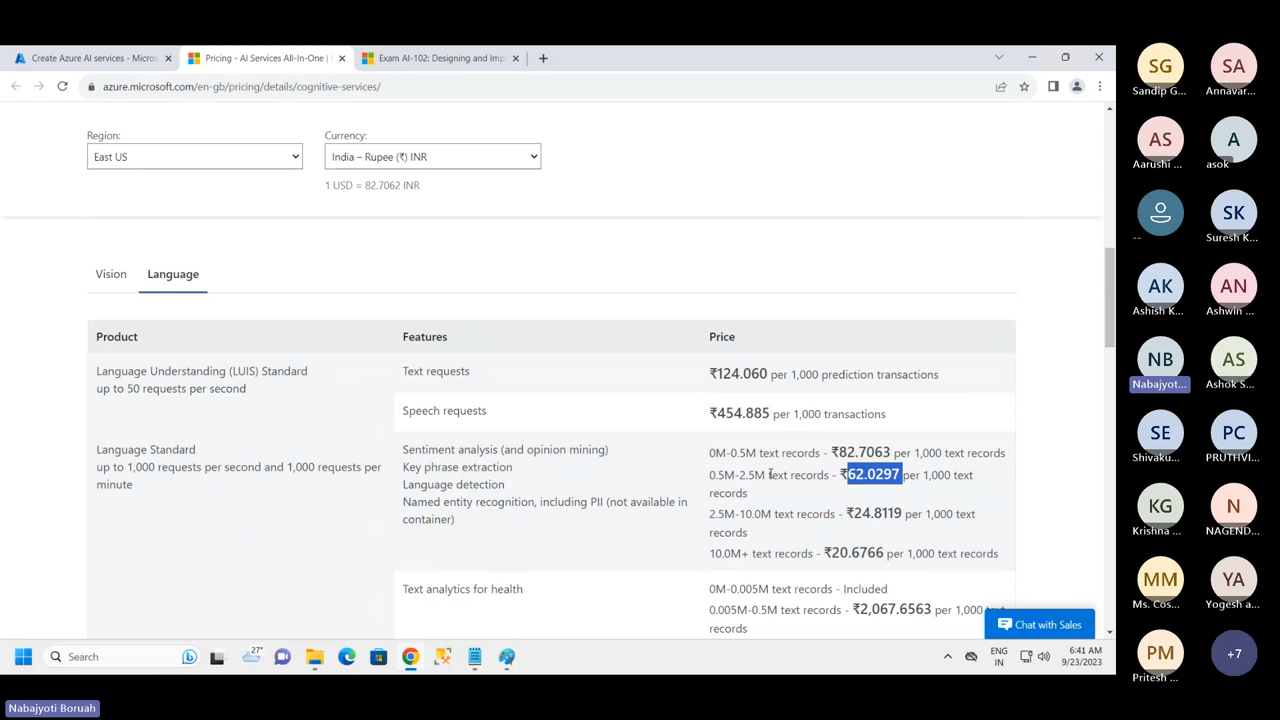 Create Azure AI services - Micros
Pricing - AI Services All-In-One |
Exam AI-102: Designing and Imp
azure.microsoft.com/en-gb/pricing/details/cognitive-services/
Region:
Currency:
East US
India – Rupee (₹) INR
1 USD = 82.7062 INR
Vision
Language
Product
Features
Price
Language Understanding (LUIS) Standard
up to 50 requests per second
Text requests
₹124.060 per 1,000 prediction transactions
Speech requests
₹454.885 per 1,000 transactions
Language Standard
up to 1,000 requests per second and 1,000 requests per
minute
Sentiment analysis (and opinion mining)
Key phrase extraction
Language detection
Named entity recognition, including PII (not available in
container)
0M-0.5M text records - ₹82.7063 per 1,000 text records
0.5M-2.5M text records - ₹62.0297 per 1,000 text
records
2.5M-10.0M text records - ₹24.8119 per 1,000 text
records
10.0M+ text records - ₹20.6766 per 1,000 text records
Text analytics for health
0M-0.005M text records - Included
0.005M-0.5M text records - ₹2,067.6563 per 1,000 text
records
Chat with Sales
Search
27°
ENG
IN
6:41 AM
9/23/2023
SG
Sandip G...
SA
Annavar...
AS
Aarushi ...
A
asok
--
SK
Suresh K...
AK
Ashish K...
AN
Ashwin ...
NB
Nabajyot...
AS
Ashok S...
SE
Shivaku...
PC
PRUTHVI...
KG
Krishna ...
N
NAGEND...
MM
Ms. Cos...
YA
Yogesh a...
PM
Pritesh ...
+7
Nabajyoti Boruah